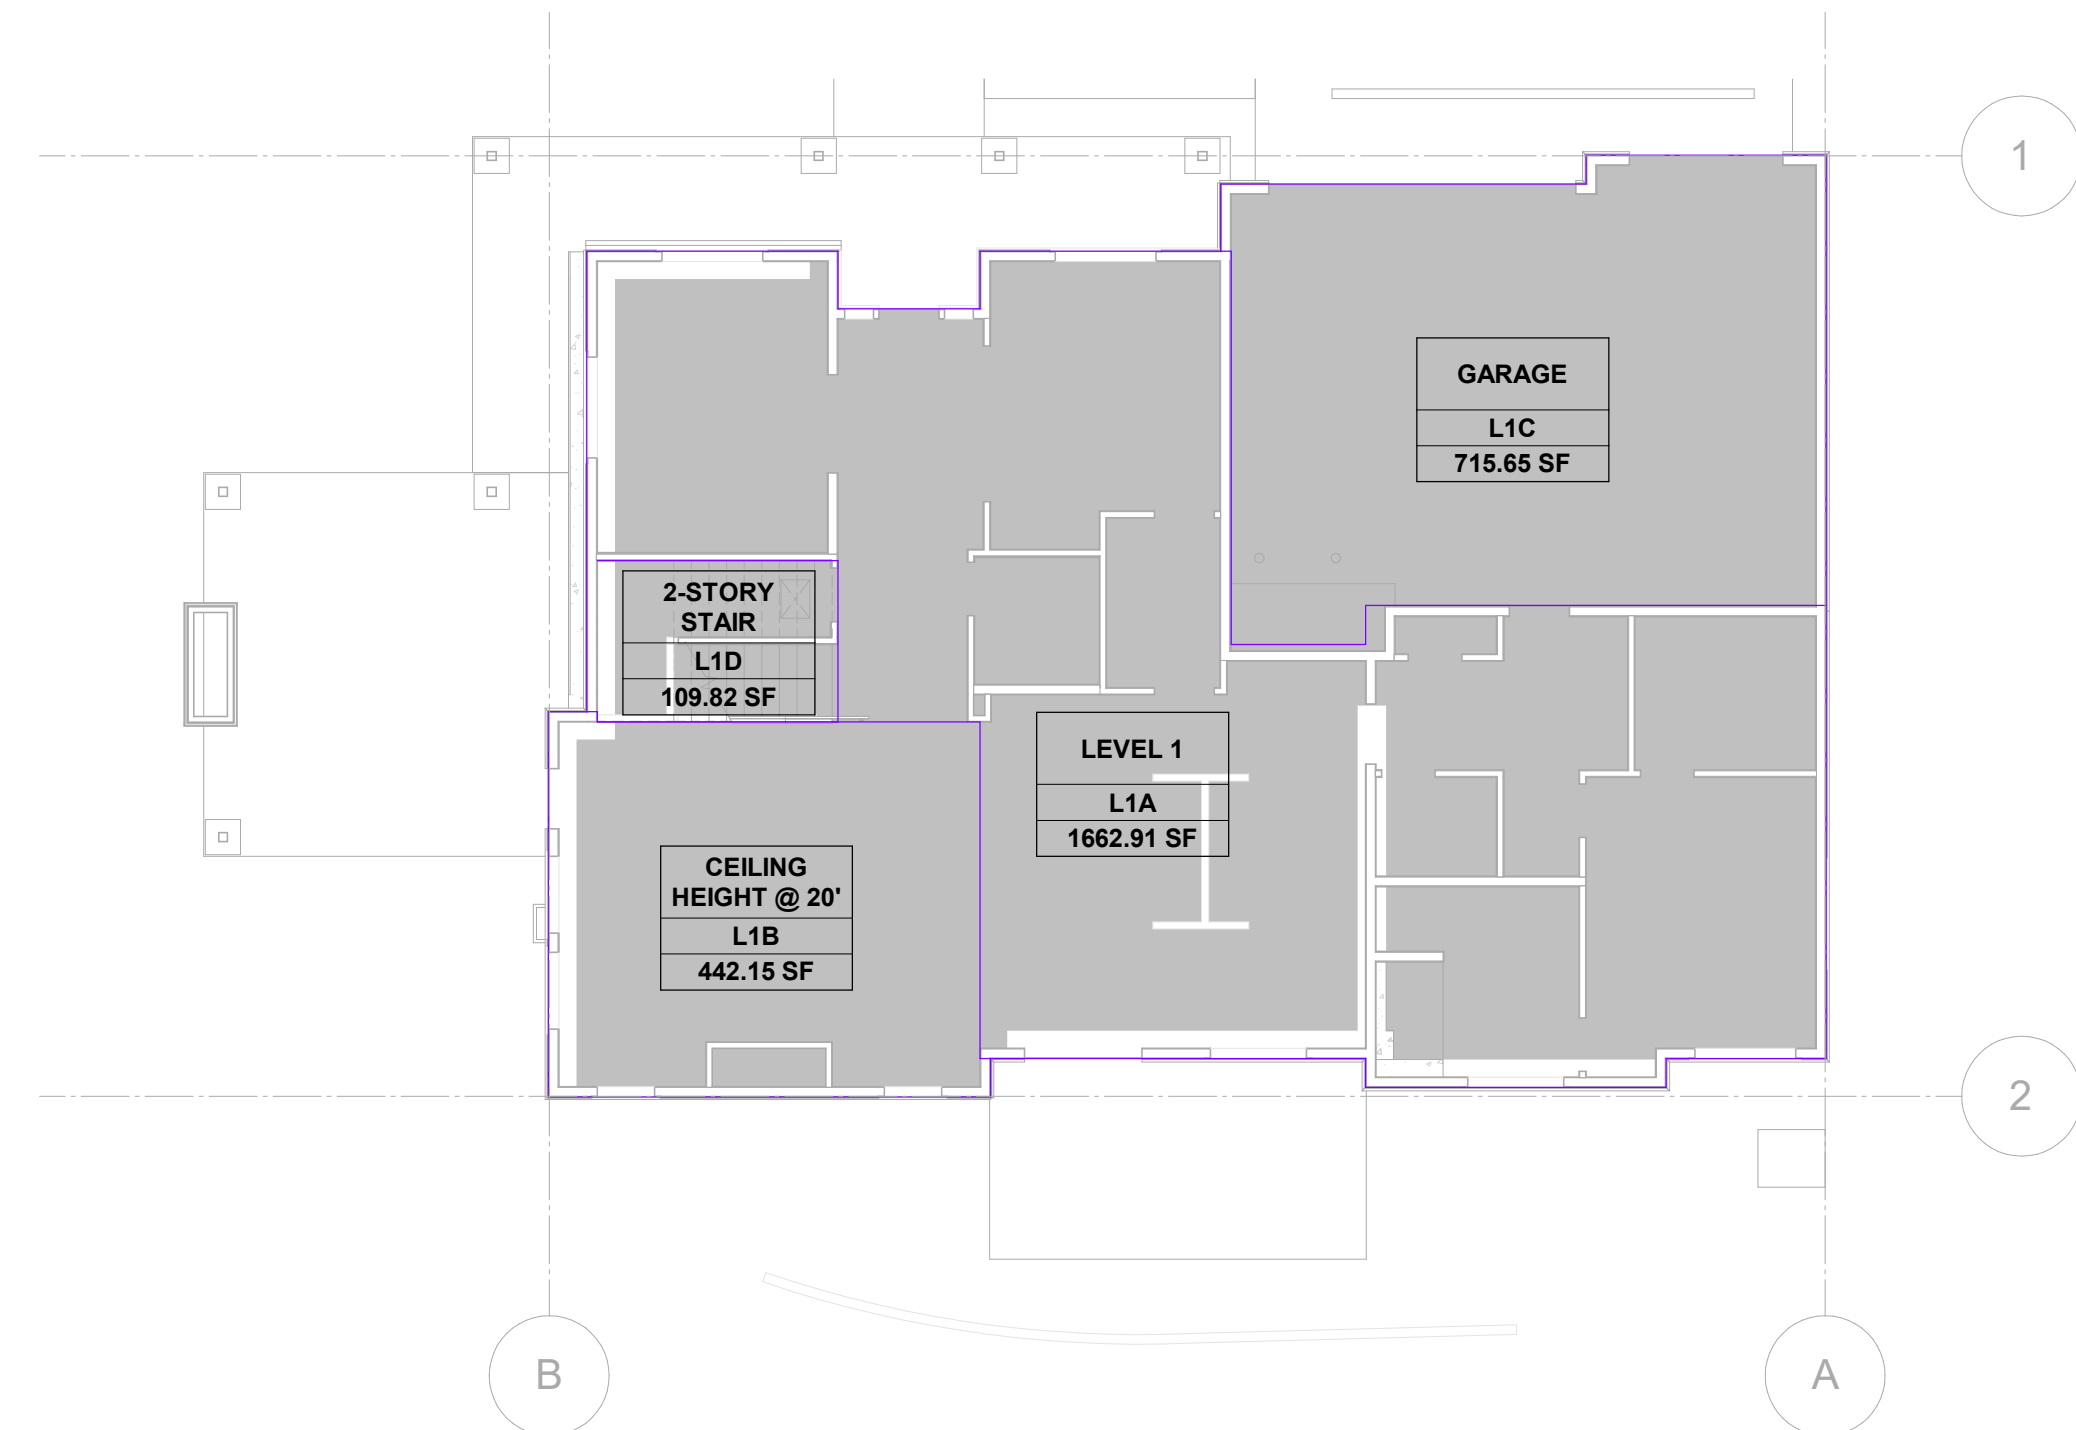 1
GARAGE
L1C
715.65 SF
2-STORY
STAIR
L1D
109.82 SF
LEVEL 1
L1A
1662.91 SF
CEILING
HEIGHT @ 20'
L1B
442.15 SF
2
B
A